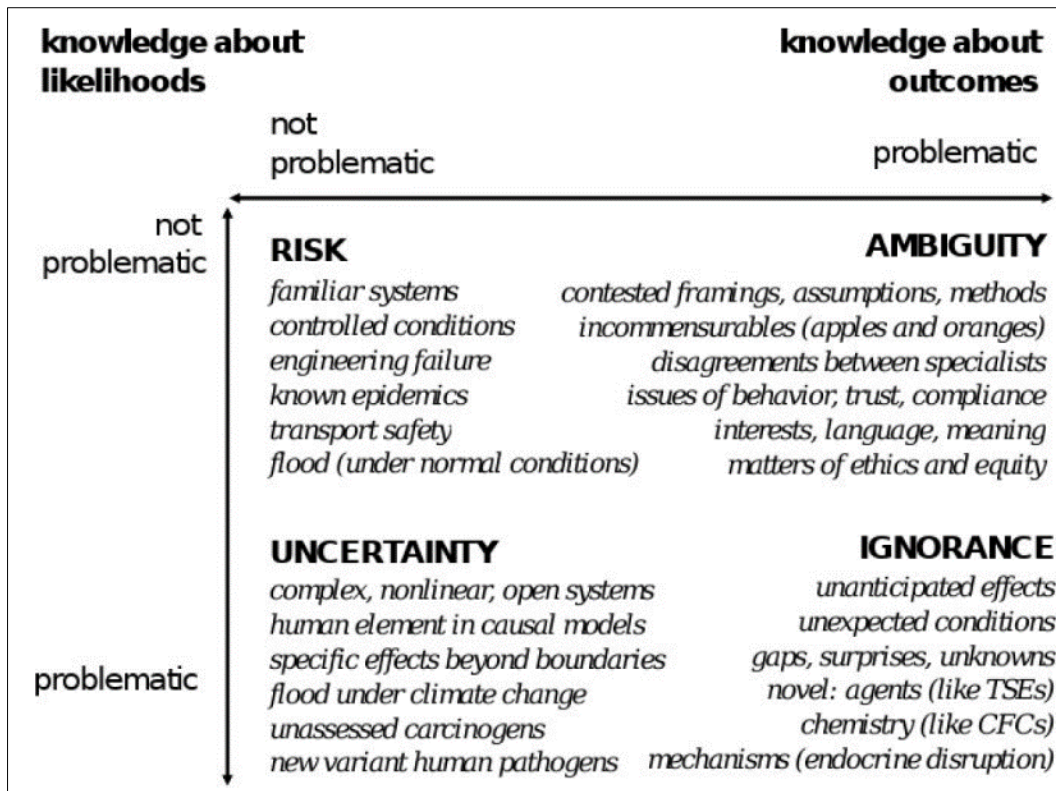 knowledge about
likelihoods
knowledge about
outcomes
not
problematic
problematic
not
problematic
RISK
familiar systems
controlled conditions
engineering failure
known epidemics
transport safety
flood (under normal conditions)
AMBIGUITY
contested framings, assumptions, methods
incommensurables (apples and oranges)
disagreements between specialists
issues of behavior, trust, compliance
interests, language, meaning
matters of ethics and equity
problematic
UNCERTAINTY
complex, nonlinear, open systems
human element in causal models
specific effects beyond boundaries
flood under climate change
unassessed carcinogens
new variant human pathogens
IGNORANCE
unanticipated effects
unexpected conditions
gaps, surprises, unknowns
novel: agents (like TSEs)
chemistry (like CFCs)
mechanisms (endocrine disruption)